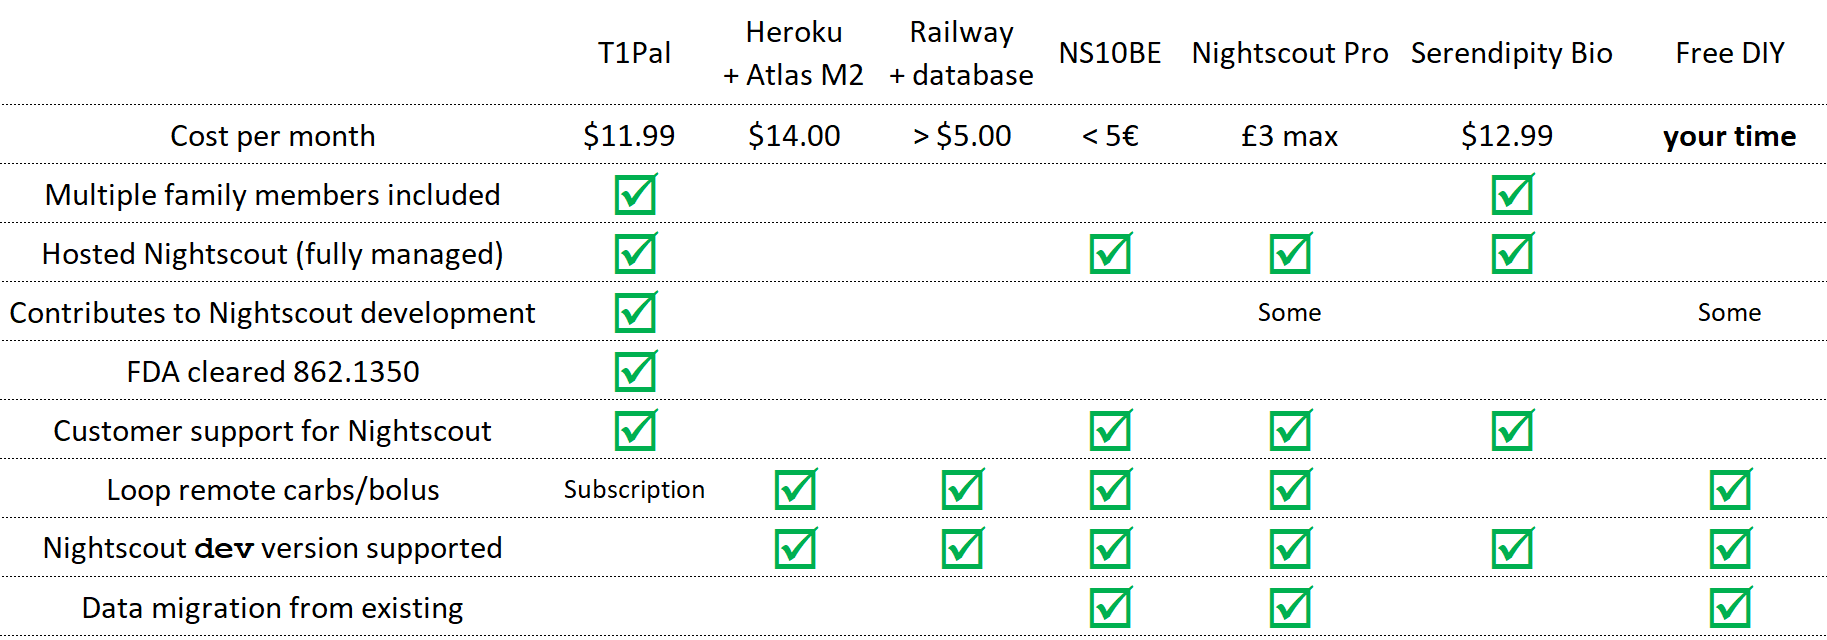 T1Pal Heroku + Atlas M2 Railway + database NS10BE Nightscout Pro Serendipity Bio Free DIY
Cost per month $11.99 $14.00 > $5.00 < 5€ £3 max $12.99 your time
Multiple family members included
Hosted Nightscout (fully managed)
Contributes to Nightscout development Some Some
FDA cleared 862.1350
Customer support for Nightscout
Loop remote carbs/bolus Subscription
Nightscout dev version supported
Data migration from existing